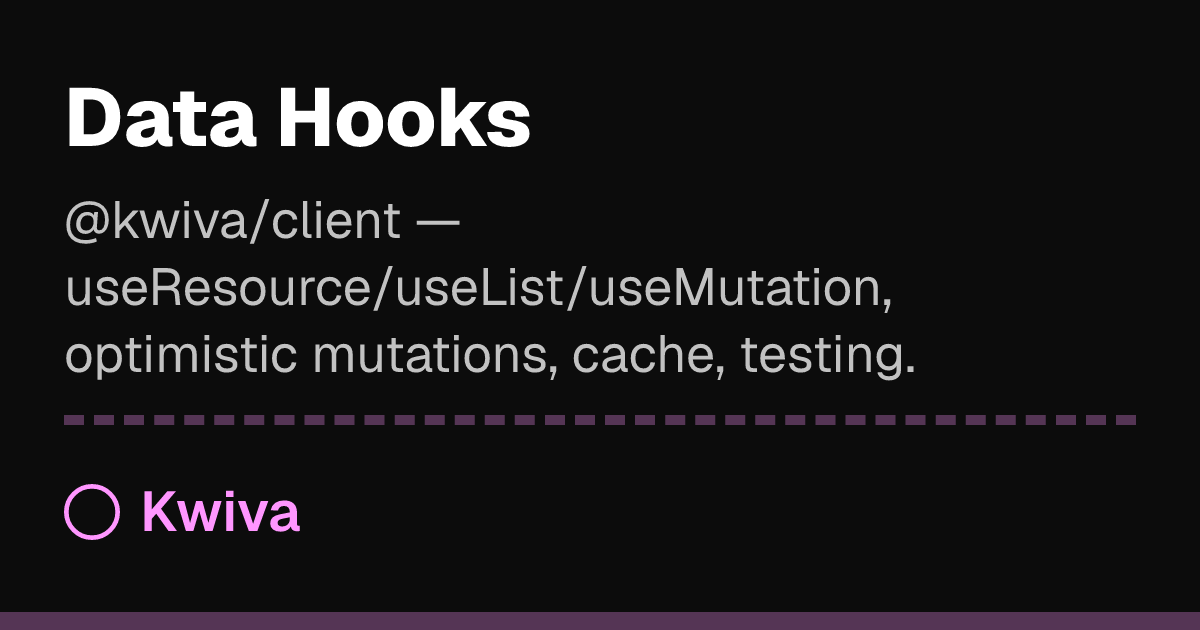 Data Hooks
@kwiva/client —
useResource/useList/useMutation,
optimistic mutations, cache, testing.
Kwiva